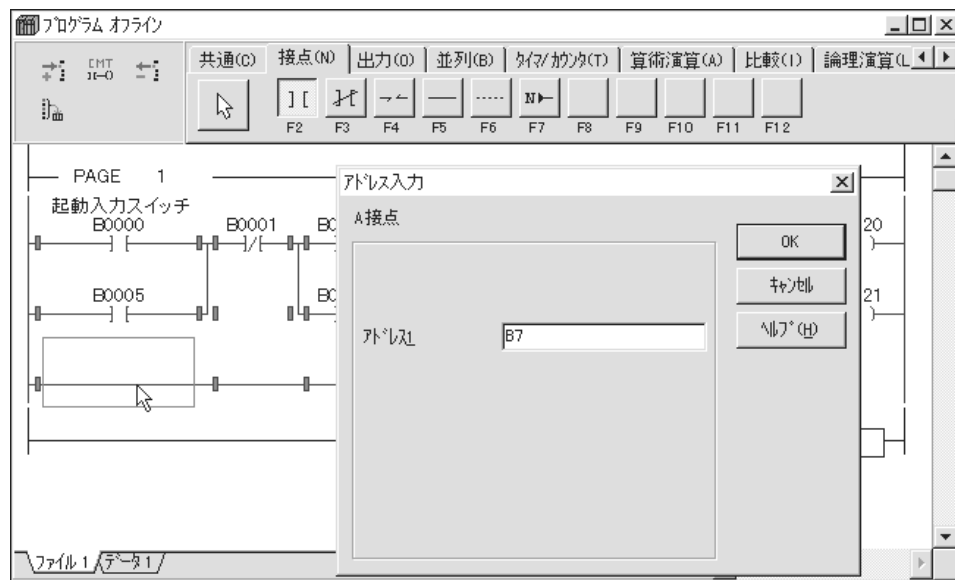 ﾌﾟﾛｸﾞﾗﾑ ｵﾌﾗｲﾝ
CMT
共通(C) 接点(N) 出力(O) 並列(B) ﾀｲﾏ/ｶｳﾝﾀ(T) 算術演算(A) 比較(I) 論理演算(L
N
F2 F3 F4 F5 F6 F7 F8 F9 F10 F11 F12
PAGE 1
起動入力スイッチ
B0000 B0001 20
B0005 21
ｱﾄﾞﾚｽ入力
A接点
ｱﾄﾞﾚｽ1 B7
OK
ｷｬﾝｾﾙ
ﾍﾙﾌﾟ(H)
ﾌｧｲﾙ 1 ﾃﾞｰﾀ 1